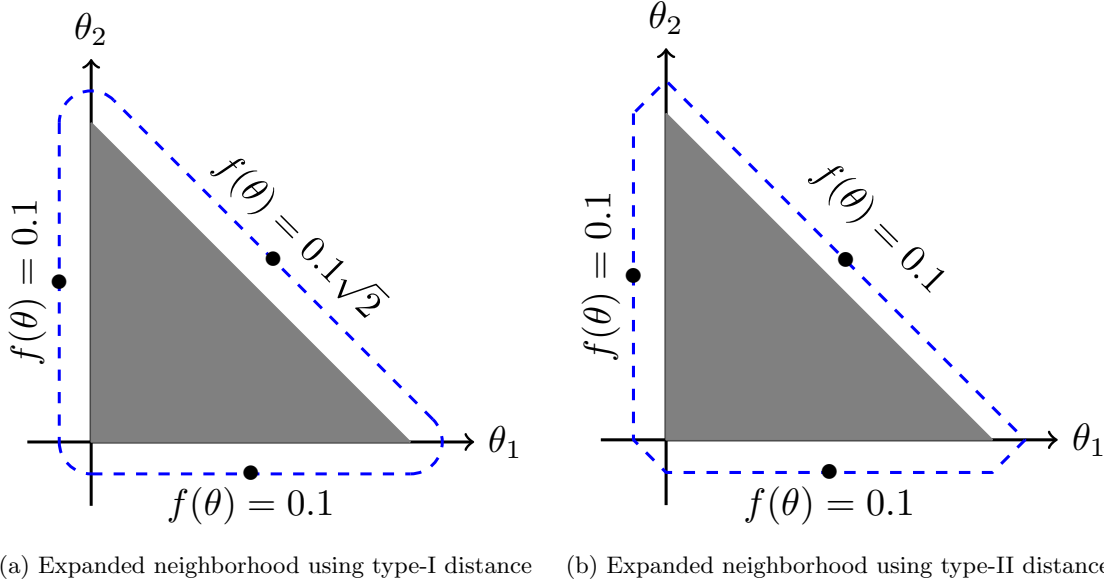 θ₂
f(θ) = 0.1
f(θ) = 0.1√2
θ₁
f(θ) = 0.1
(a) Expanded neighborhood using type-I distance
θ₂
f(θ) = 0.1
f(θ) = 0.1
θ₁
f(θ) = 0.1
(b) Expanded neighborhood using type-II distance